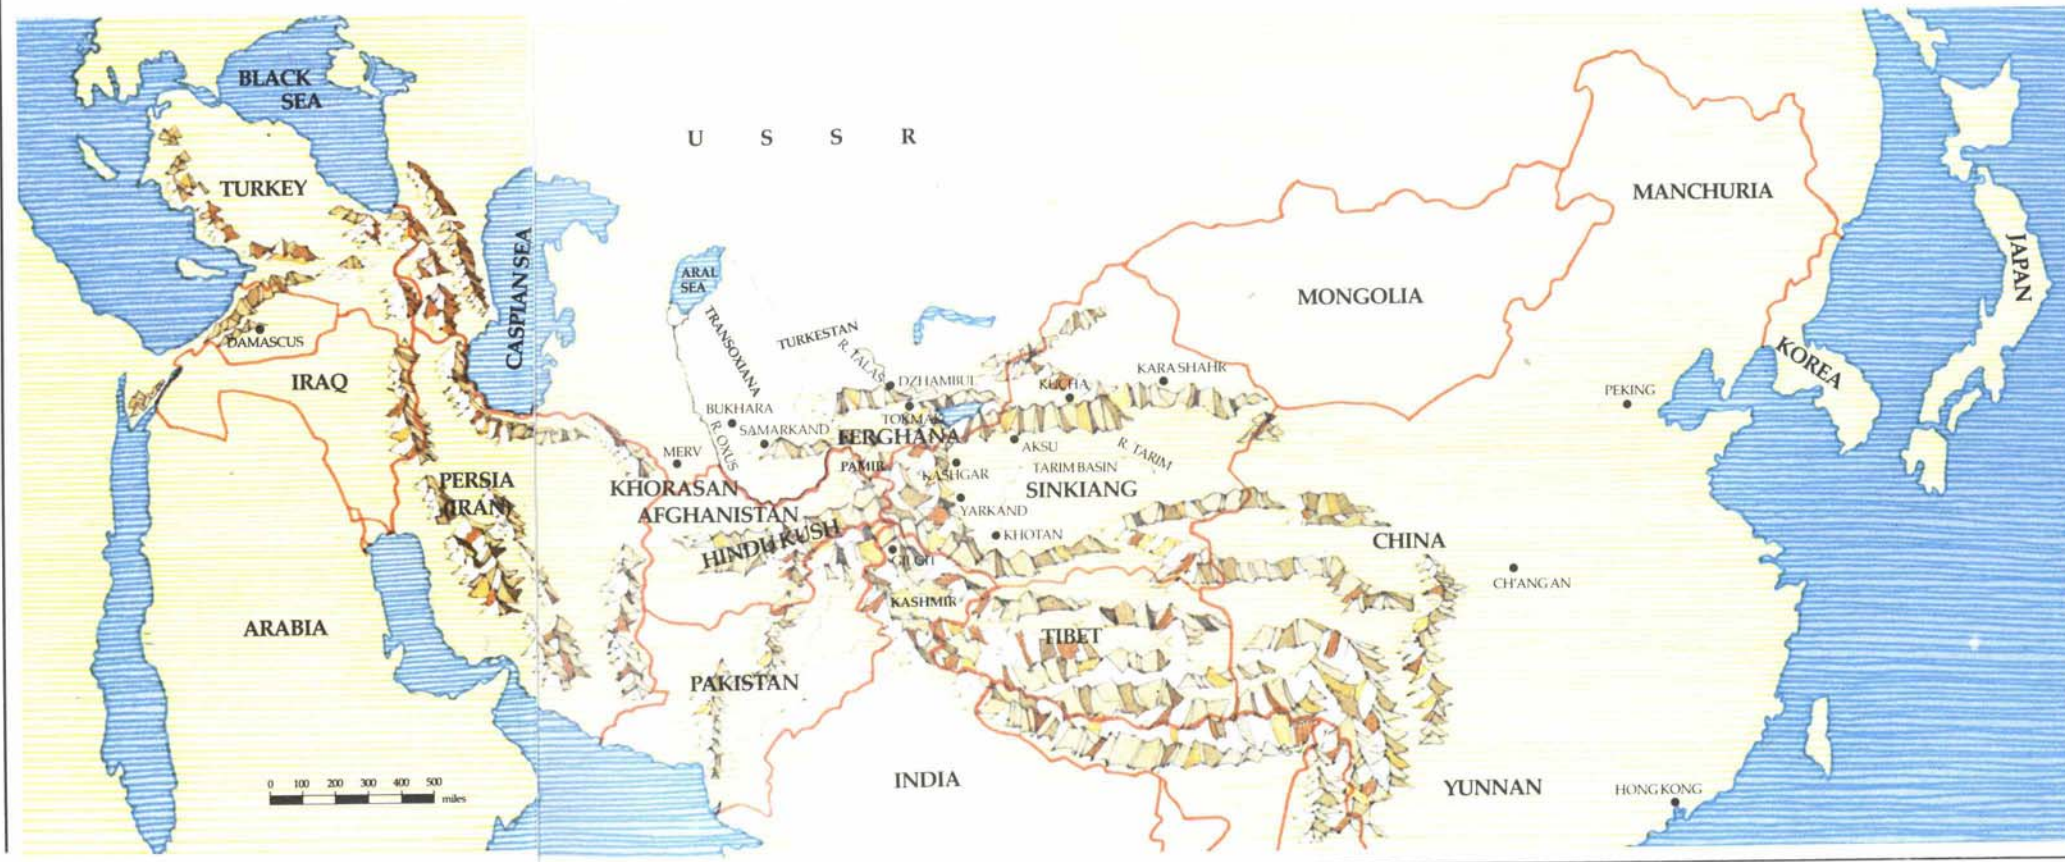 BLACK
SEA
U S S R
TURKEY
MANCHURIA
CASPIAN SEA
JAPAN
ARAL
SEA
MONGOLIA
TRANSOXIANA
TURKESTAN
R. TALAS
DAMASCUS
IRAQ
DZHAMBUL
KUCHA
KARA SHAHR
KOREA
PEKING
BUKHARA
SAMARKAND
TOKMAK
FERGHANA
R. OXUS
MERV
AKSU
R. TARIM
PAMIR
KASHGAR
TARIM BASIN
PERSIA
(IRAN)
KHORASAN
SINKIANG
AFGHANISTAN
YARKAND
HINDU KUSH
KHOTAN
CHINA
GILGIT
CH'ANG AN
KASHMIR
ARABIA
TIBET
PAKISTAN
INDIA
YUNNAN
HONG KONG
0 100 200 300 400 500
miles